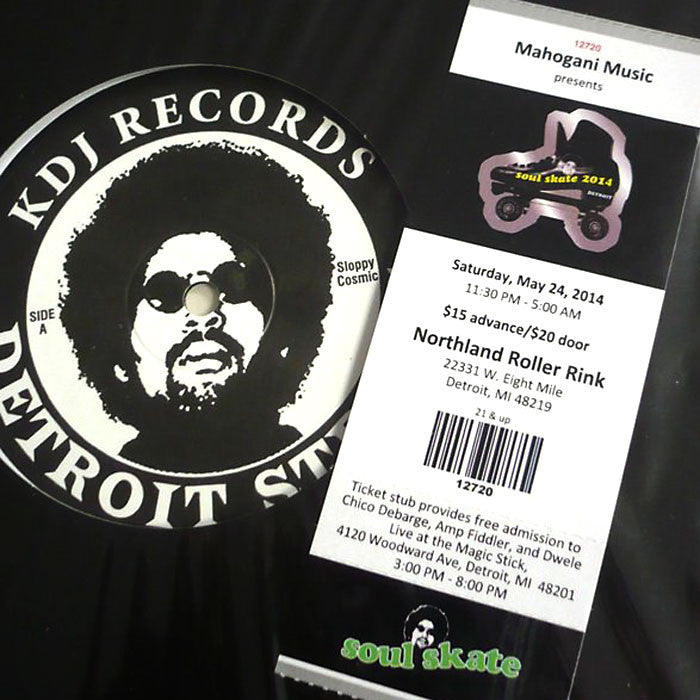 KDJ RECORDS
SIDE
A
Sloppy
Cosmic
DETROIT
12720
Mahogani Music
presents
soul skate 2014
DETROIT
Saturday, May 24, 2014
11:30 PM - 5:00 AM
$15 advance/$20 door
Northland Roller Rink
22331 W. Eight Mile
Detroit, MI 48219
21 & up
12720
Ticket stub provides free admission to
Chico Debarge, Amp Fiddler, and Dwele
Live at the Magic Stick,
4120 Woodward Ave, Detroit, MI 48201
3:00 PM - 8:00 PM
soul skate